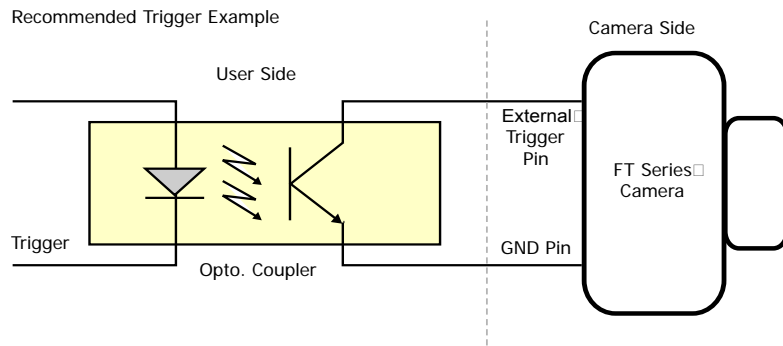 Recommended Trigger Example
Camera Side
User Side
External□
Trigger
Pin
FT Series□
Camera
Trigger
GND Pin
Opto. Coupler